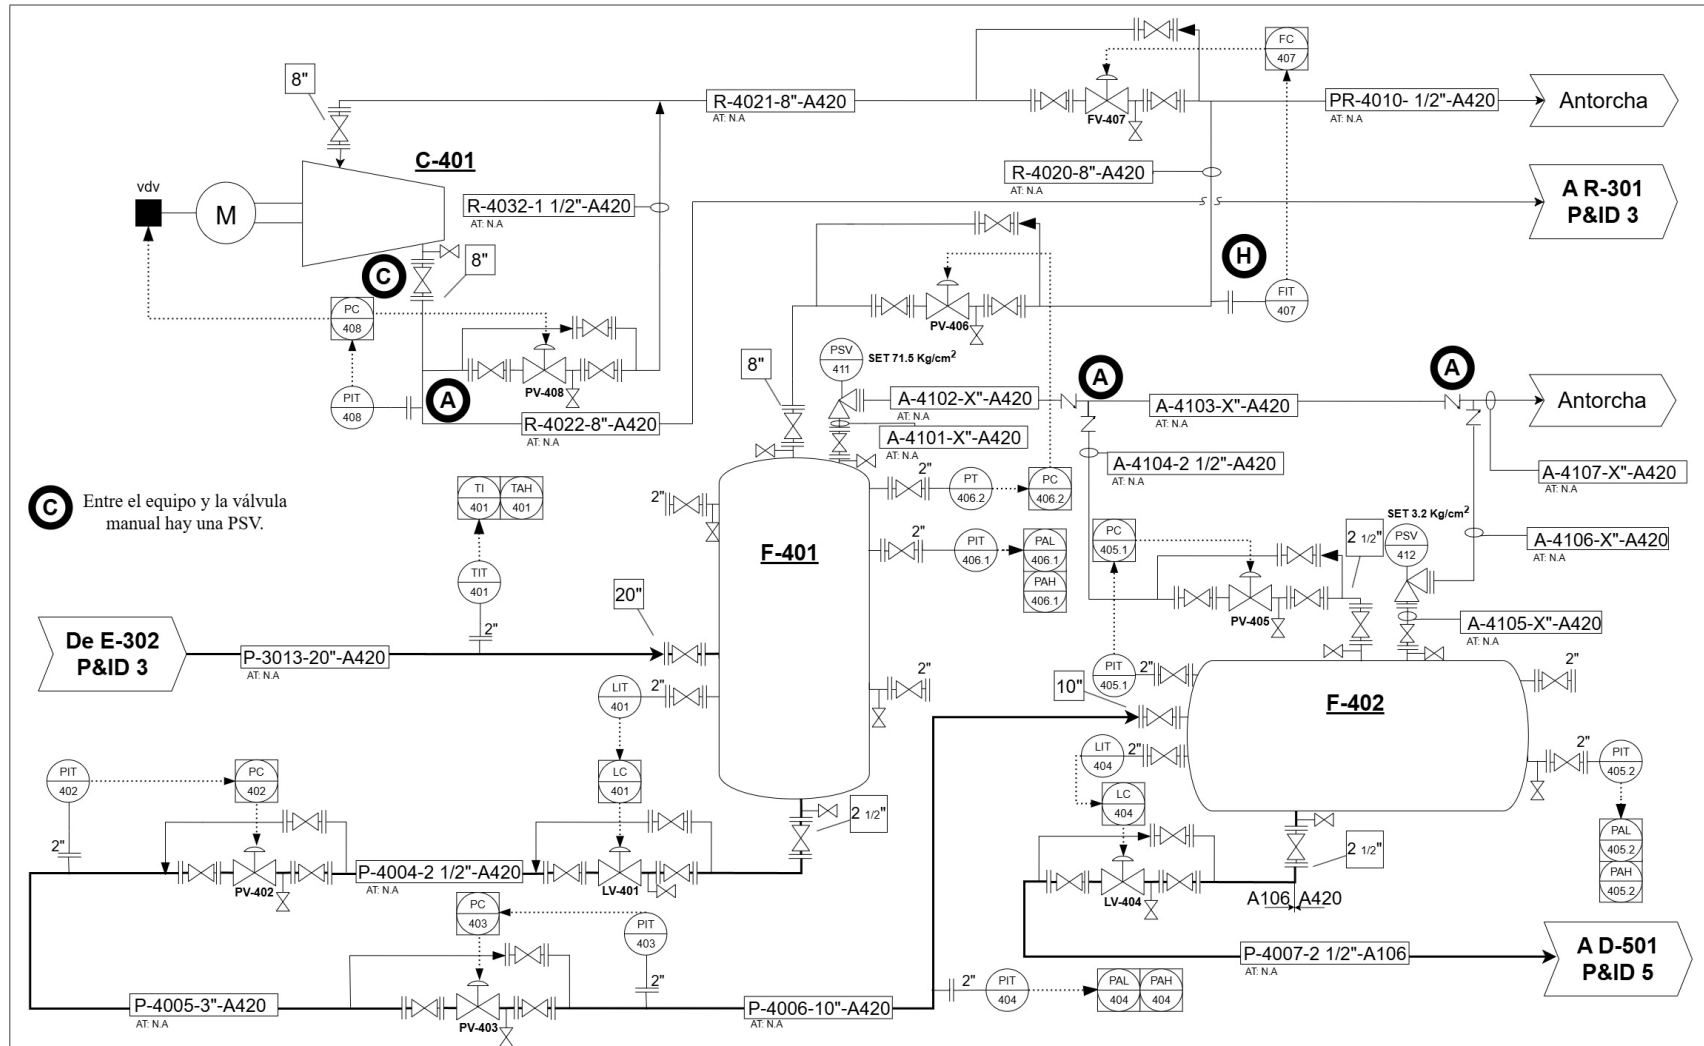 FC
407
8"
R-4021-8"-A420
AT: N.A
FV-407
PR-4010- 1/2"-A420
AT: N.A
Antorcha
C-401
vdv
M
R-4020-8"-A420
AT: N.A
A R-301
P&ID 3
R-4032-1 1/2"-A420
AT: N.A
C
8"
H
FIT
407
PC
408
PV-406
PSV
411
SET 71.5 Kg/cm2
8"
PIT
408
A
PV-408
R-4022-8"-A420
AT: N.A
A-4102-X"-A420
AT: N.A
A
A-4103-X"-A420
AT: N.A
A
Antorcha
A-4101-X"-A420
AT: N.A
A-4104-2 1/2"-A420
AT: N.A
A-4107-X"-A420
AT: N.A
C
Entre el equipo y la válvula
manual hay una PSV.
TI
401
TAH
401
2"
2"
PT
406.2
PC
406.2
F-401
2"
PIT
406.1
PAL
406.1
PAH
406.1
PC
405.1
2 1/2"
SET 3.2 Kg/cm2
PSV
412
A-4106-X"-A420
AT: N.A
TIT
401
20"
2"
PV-405
A-4105-X"-A420
AT: N.A
De E-302
P&ID 3
P-3013-20"-A420
AT: N.A
LIT
401
2"
2"
PIT
405.1
2"
10"
F-402
2"
LIT
404
2"
2"
PIT
405.2
PIT
402
PC
402
LC
401
LC
404
2 1/2"
2"
PV-402
P-4004-2 1/2"-A420
AT: N.A
LV-401
LV-404
2 1/2"
A106
A420
PAL
405.2
PAH
405.2
PC
403
PIT
403
2"
P-4007-2 1/2"-A106
AT: N.A
A D-501
P&ID 5
P-4005-3"-A420
AT: N.A
PV-403
P-4006-10"-A420
AT: N.A
2"
PIT
404
PAL
404
PAH
404